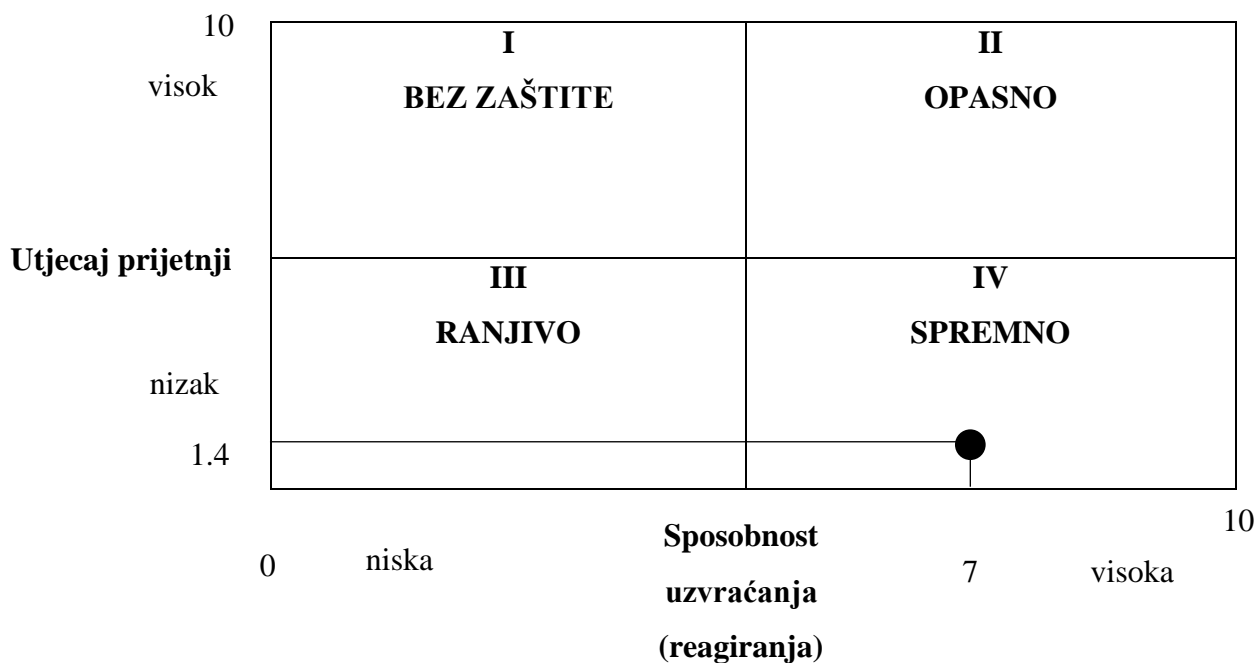 10
I
II
visok
BEZ ZAŠTITE
OPASNO
Utjecaj prijetnji
III
IV
RANJIVO
SPREMNO
nizak
1.4
10
0
niska
Sposobnost
uzvraćanja
(reagiranja)
7
visoka